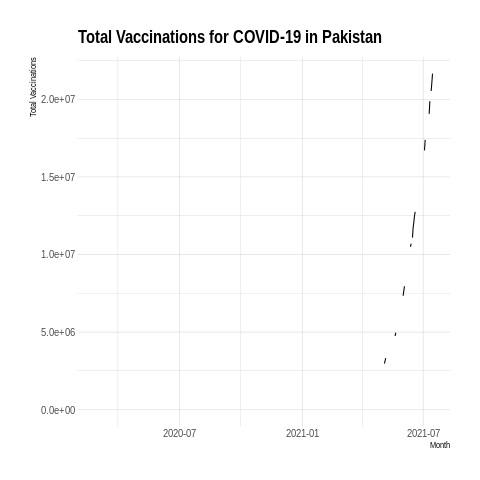 Total Vaccinations for COVID-19 in Pakistan
Total Vaccinations
2.0e+07
1.5e+07
1.0e+07
5.0e+06
0.0e+00
2020-07 2021-01 2021-07
Month